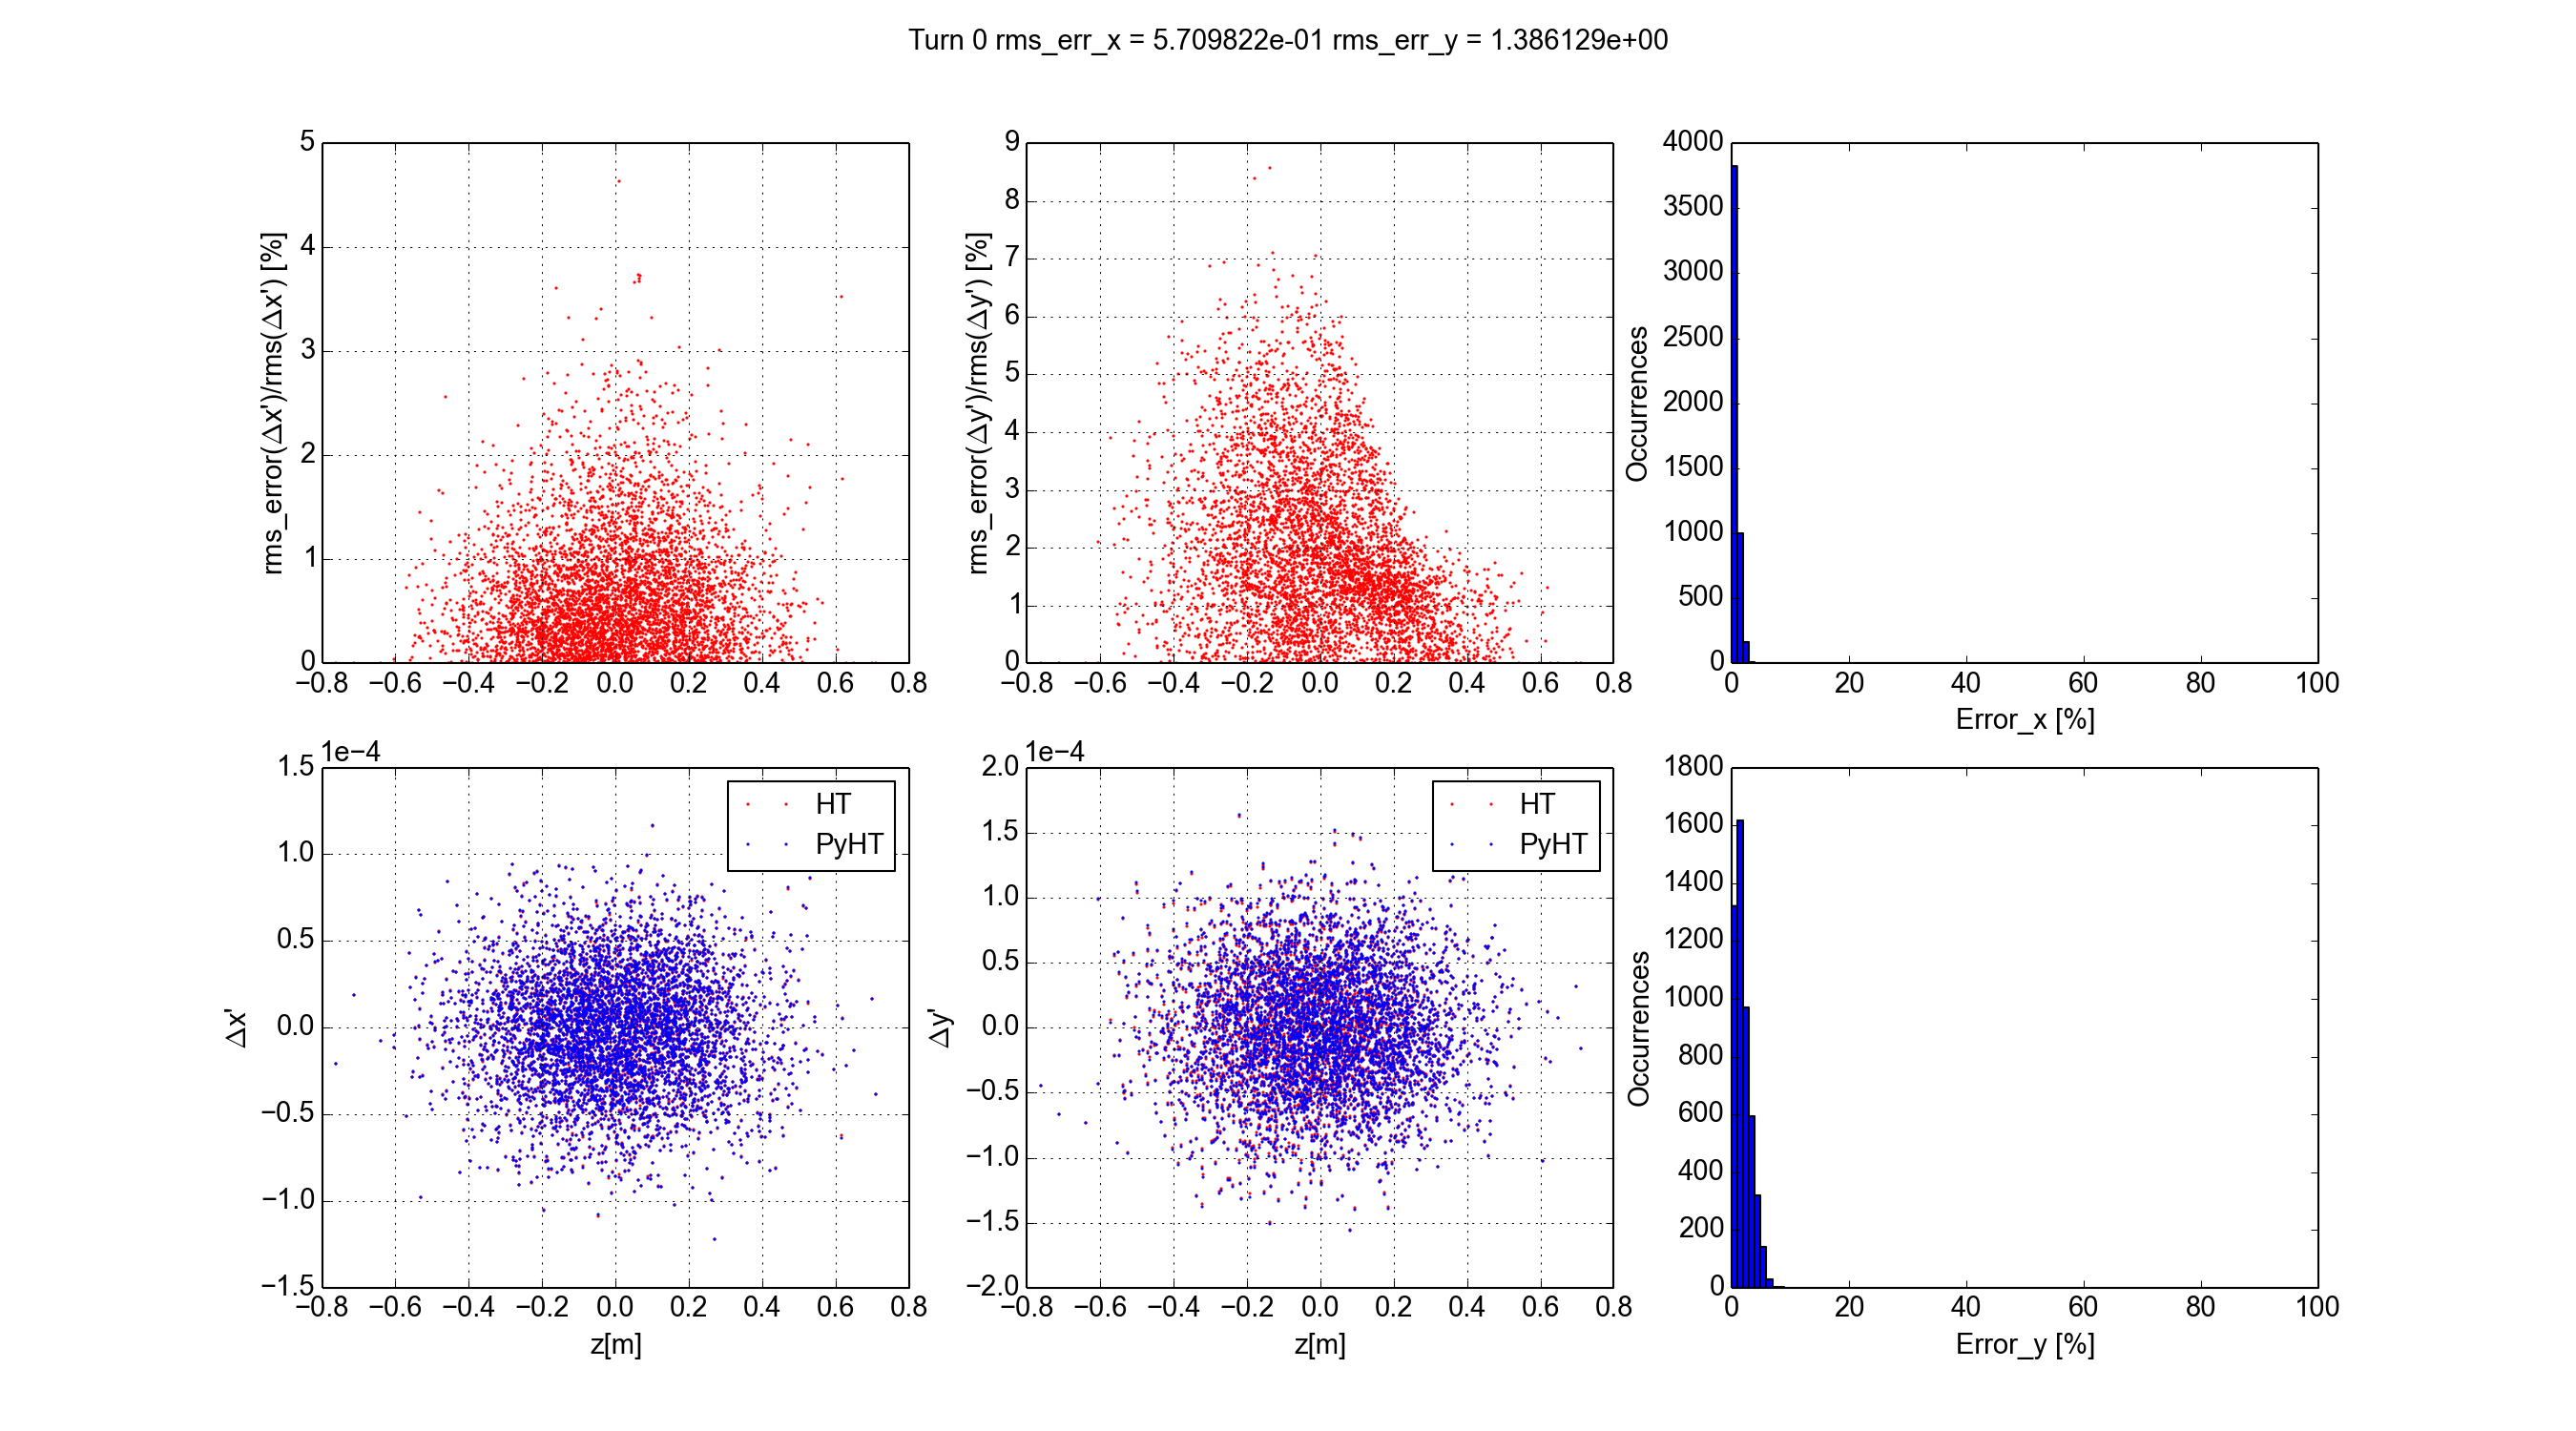 Turn 0 rms_err_x = 5.709822e-01 rms_err_y = 1.386129e+00
5
4
3
2
1
0
rms_error(Δx')/rms(Δx') [%]
−0.8 −0.6 −0.4 −0.2 0.0 0.2 0.4 0.6 0.8
9
8
7
6
5
4
3
2
1
0
rms_error(Δy')/rms(Δy') [%]
−0.8 −0.6 −0.4 −0.2 0.0 0.2 0.4 0.6 0.8
4000
3500
3000
2500
2000
1500
1000
500
0
Occurrences
0 20 40 60 80 100
Error_x [%]
1e−4
1.5
1.0
0.5
0.0
−0.5
−1.0
−1.5
Δx'
HT
PyHT
−0.8 −0.6 −0.4 −0.2 0.0 0.2 0.4 0.6 0.8
z[m]
1e−4
2.0
1.5
1.0
0.5
0.0
−0.5
−1.0
−1.5
−2.0
Δy'
HT
PyHT
−0.8 −0.6 −0.4 −0.2 0.0 0.2 0.4 0.6 0.8
z[m]
1800
1600
1400
1200
1000
800
600
400
200
0
Occurrences
0 20 40 60 80 100
Error_y [%]